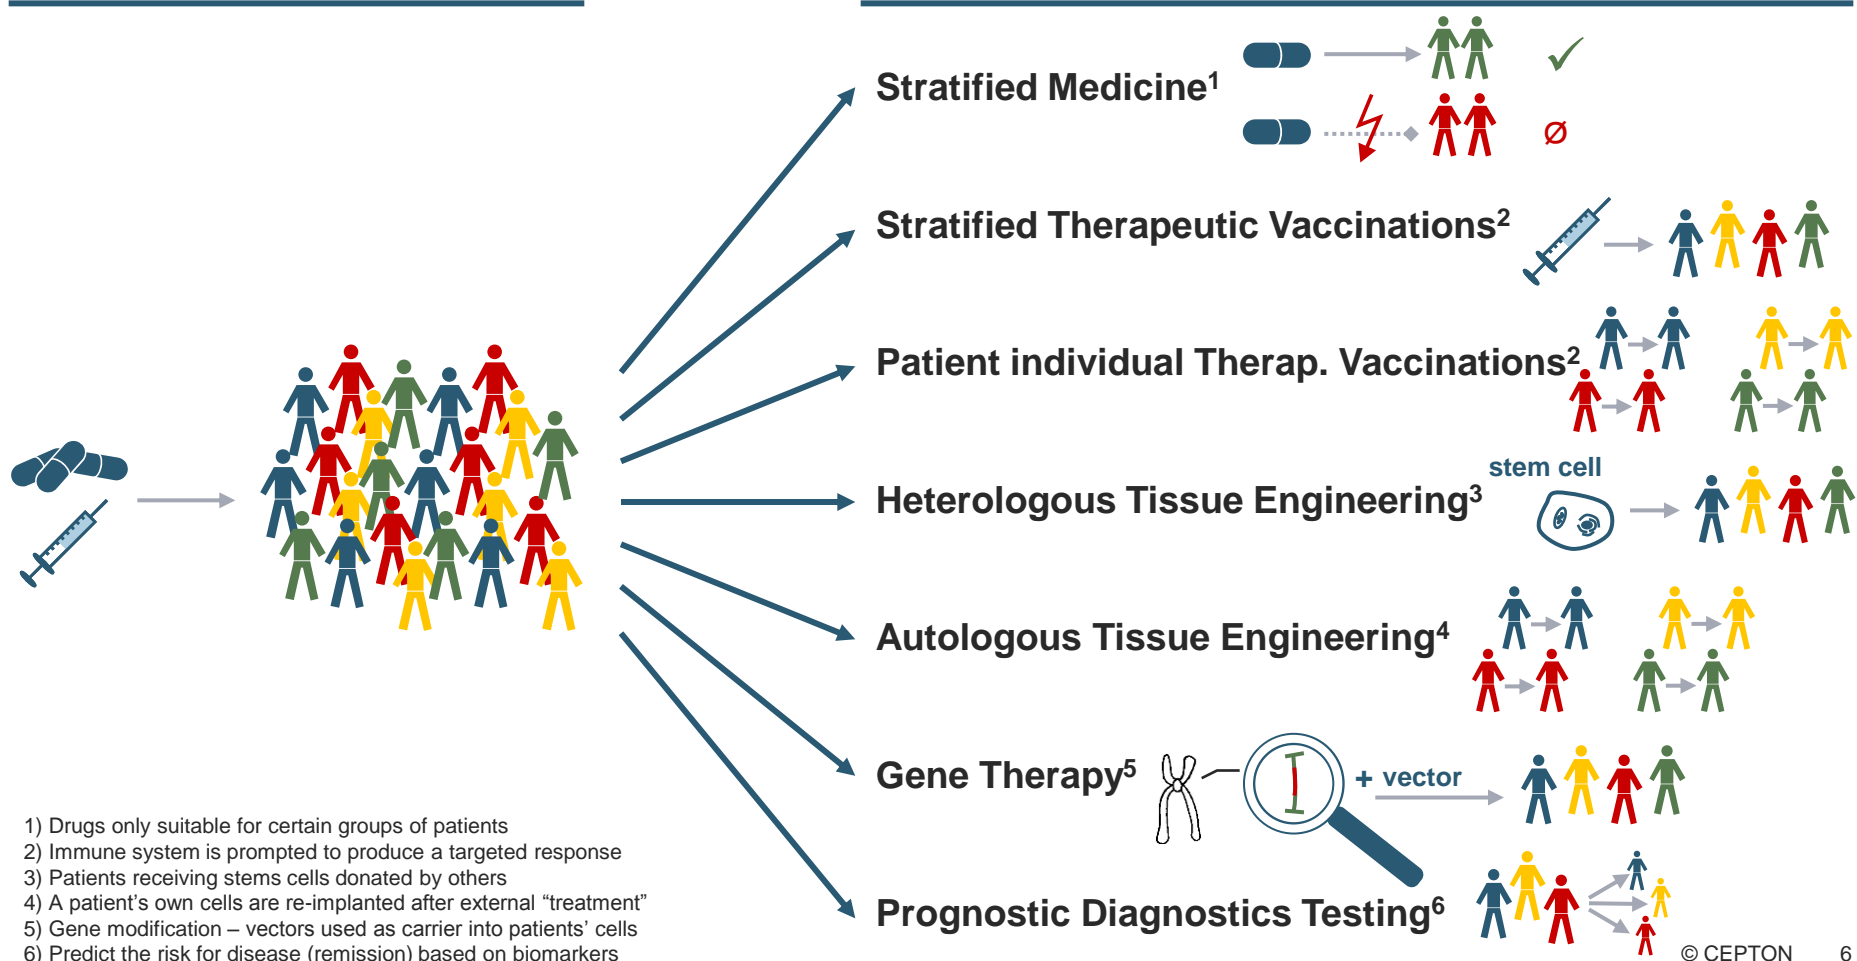 Stratified Medicine1
✓
Ø
Stratified Therapeutic Vaccinations2
Patient individual Therap. Vaccinations2
stem cell
Heterologous Tissue Engineering3
Autologous Tissue Engineering4
Gene Therapy5
+ vector
Prognostic Diagnostics Testing6
1) Drugs only suitable for certain groups of patients
2) Immune system is prompted to produce a targeted response
3) Patients receiving stems cells donated by others
4) A patient's own cells are re-implanted after external “treatment”
5) Gene modification – vectors used as carrier into patients’ cells
6) Predict the risk for disease (remission) based on biomarkers
© CEPTON 6